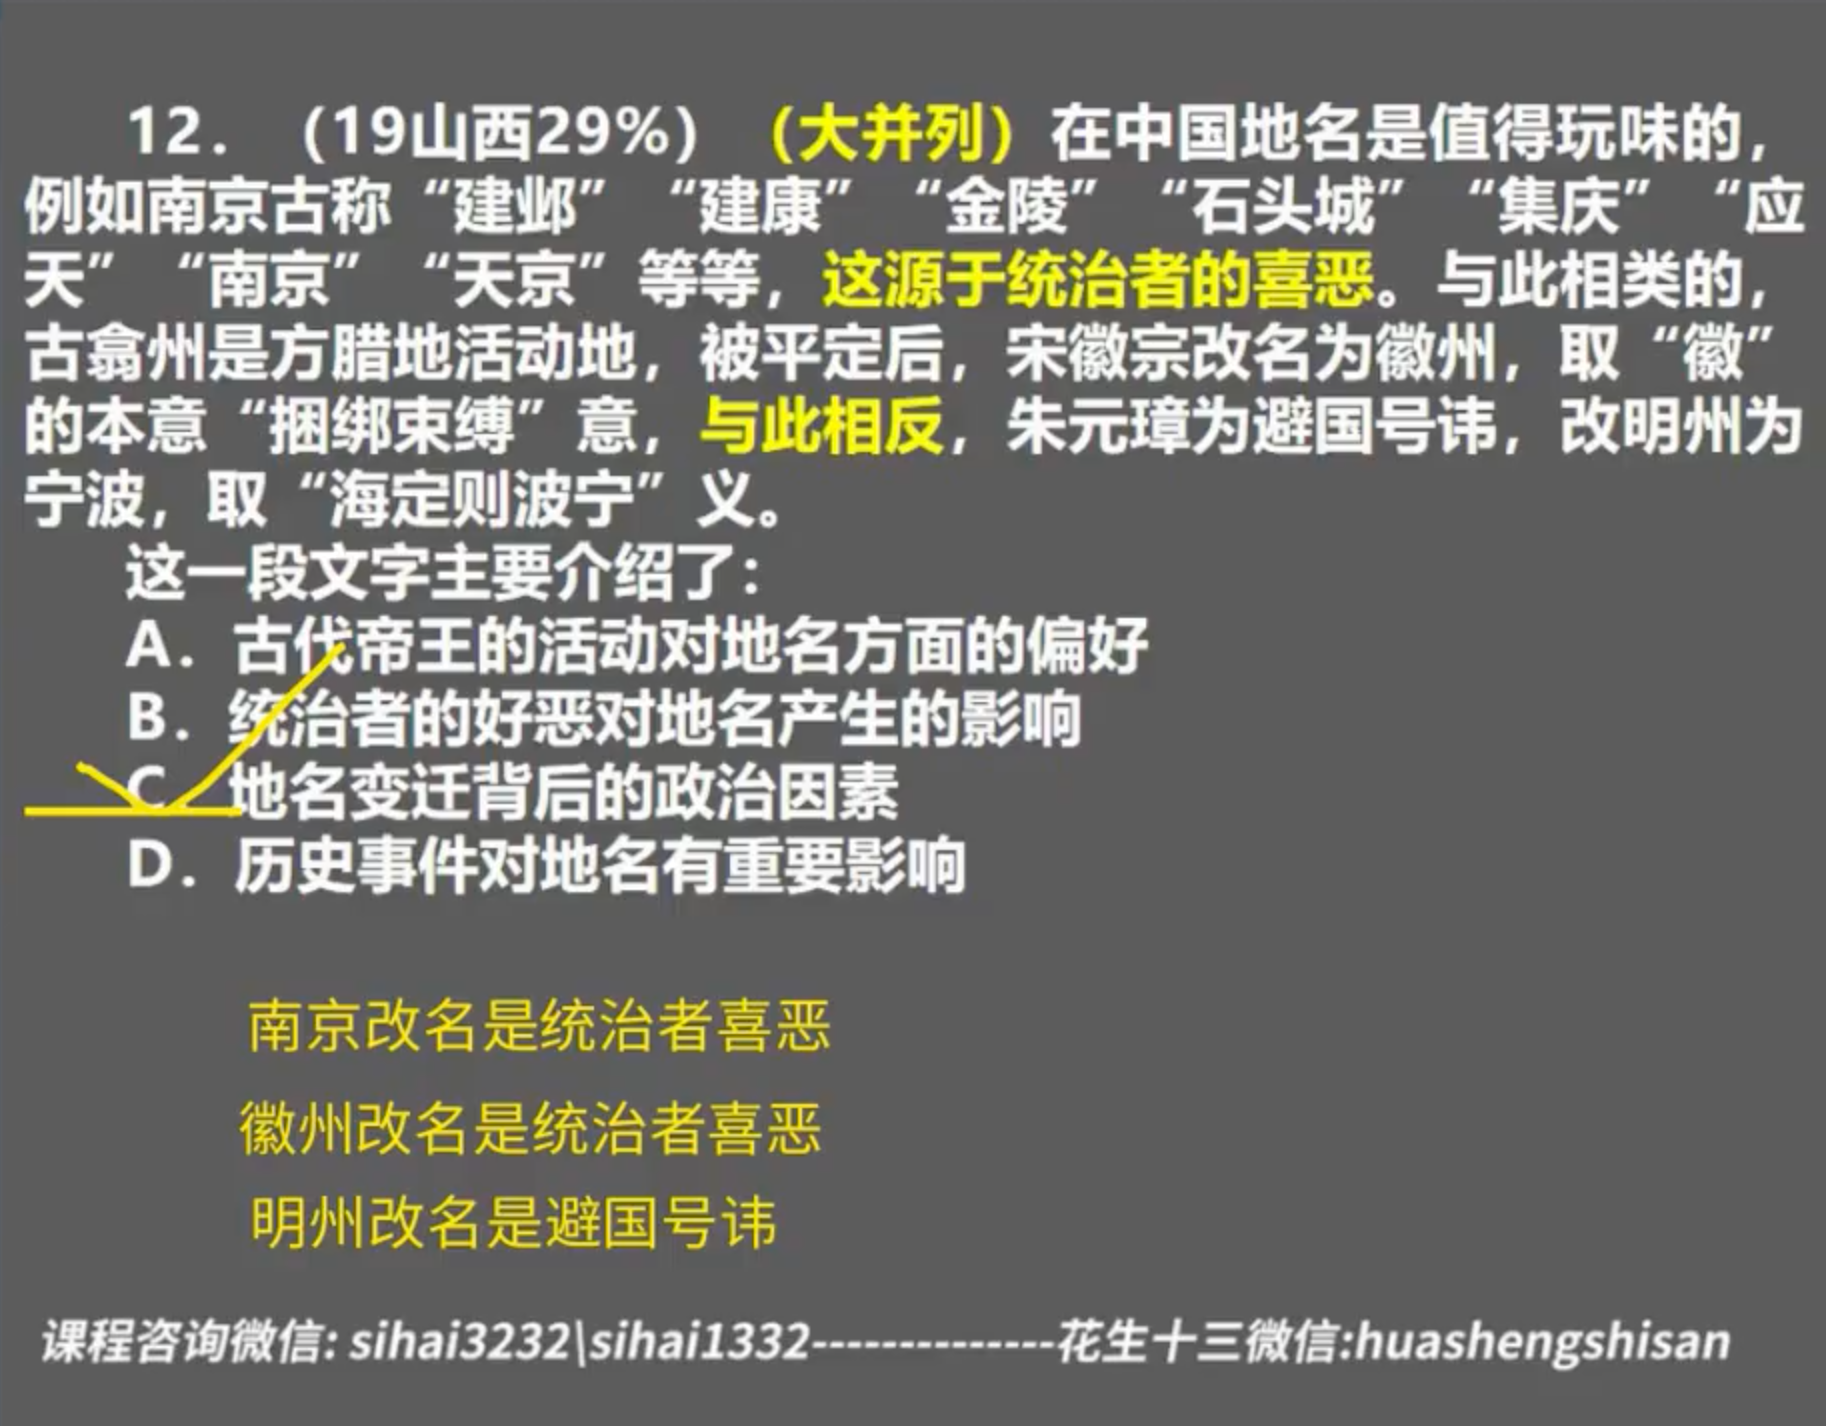 12.（19山西29%）（大并列）在中国地名是值得玩味的，
例如南京古称“建邺”“建康”“金陵”“石头城”“集庆”“应
天”“南京”“天京”等等，这源于统治者的喜恶。与此相类的，
古翕州是方腊地活动地，被平定后，宋徽宗改名为徽州，取“徽”
的本意“捆绑束缚”意，与此相反，朱元璋为避国号讳，改明州为
宁波，取“海定则波宁”义。
这一段文字主要介绍了：
A. 古代帝王的活动对地名方面的偏好
B. 统治者的好恶对地名产生的影响
C. 地名变迁背后的政治因素
D. 历史事件对地名有重要影响
南京改名是统治者喜恶
徽州改名是统治者喜恶
明州改名是避国号讳
课程咨询微信: sihai3232\sihai1332--------------花生十三微信:huashengshisan